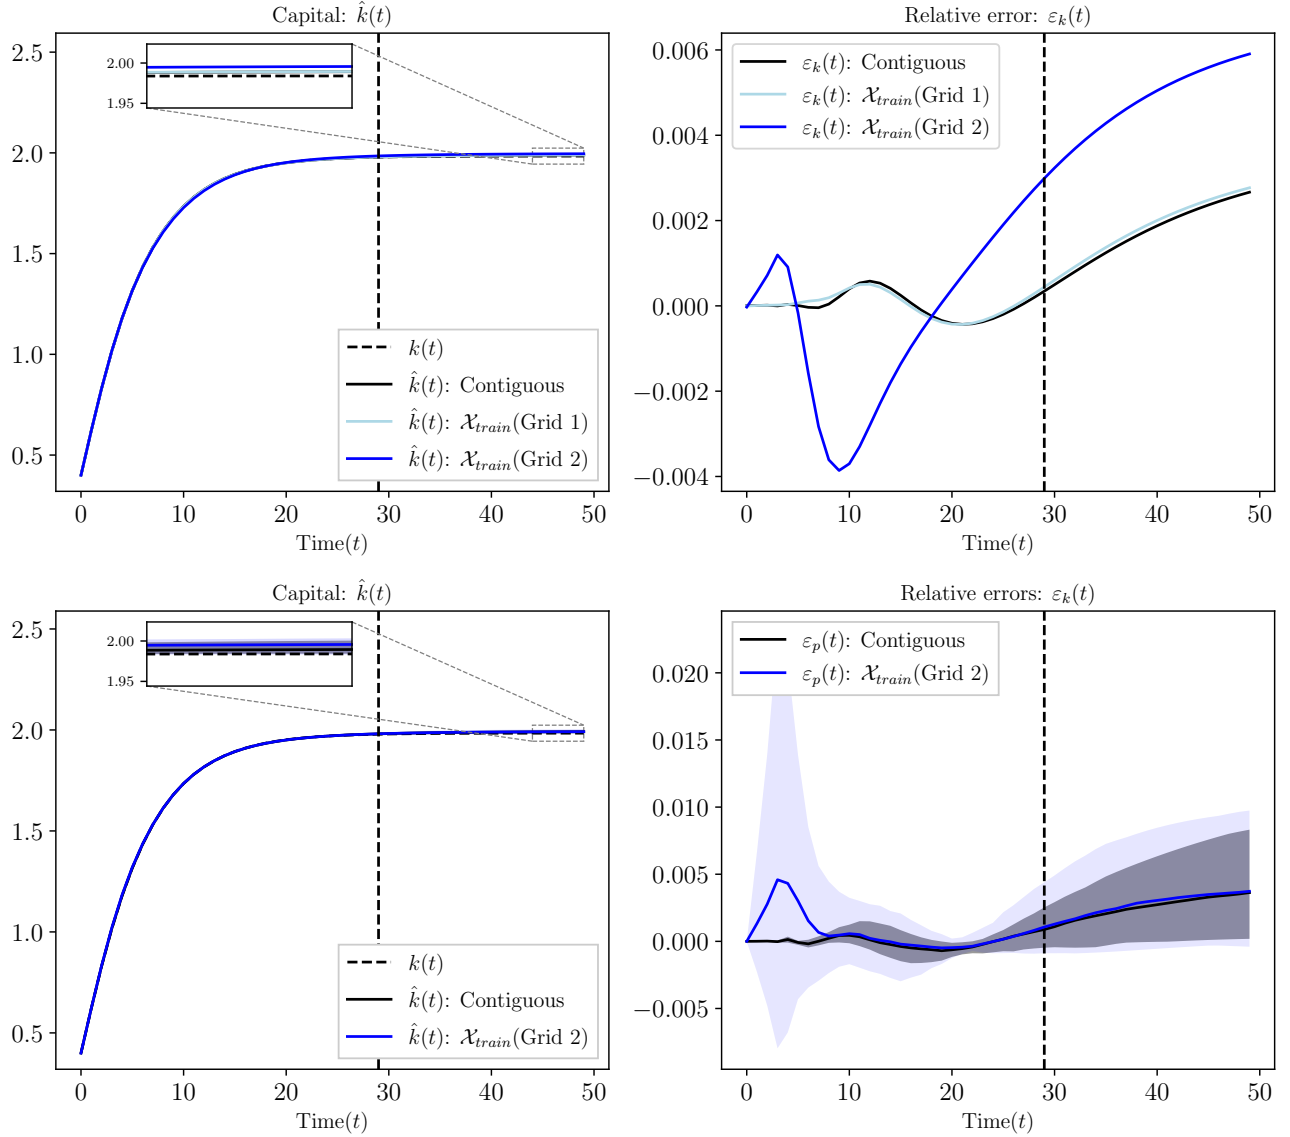 Capital: k̂(t)
2.5
2.0
1.5
1.0
0.5
2.00
1.95
k(t)
k̂(t): Contiguous
k̂(t): 𝒳train(Grid 1)
k̂(t): 𝒳train(Grid 2)
0 10 20 30 40 50
Time(t)
Relative error: εk(t)
0.006
0.004
0.002
0.000
−0.002
−0.004
εk(t): Contiguous
εk(t): 𝒳train(Grid 1)
εk(t): 𝒳train(Grid 2)
0 10 20 30 40 50
Time(t)
Capital: k̂(t)
2.5
2.0
1.5
1.0
0.5
2.00
1.95
k(t)
k̂(t): Contiguous
k̂(t): 𝒳train(Grid 2)
0 10 20 30 40 50
Time(t)
Relative errors: εk(t)
0.020
0.015
0.010
0.005
0.000
−0.005
εp(t): Contiguous
εp(t): 𝒳train(Grid 2)
0 10 20 30 40 50
Time(t)